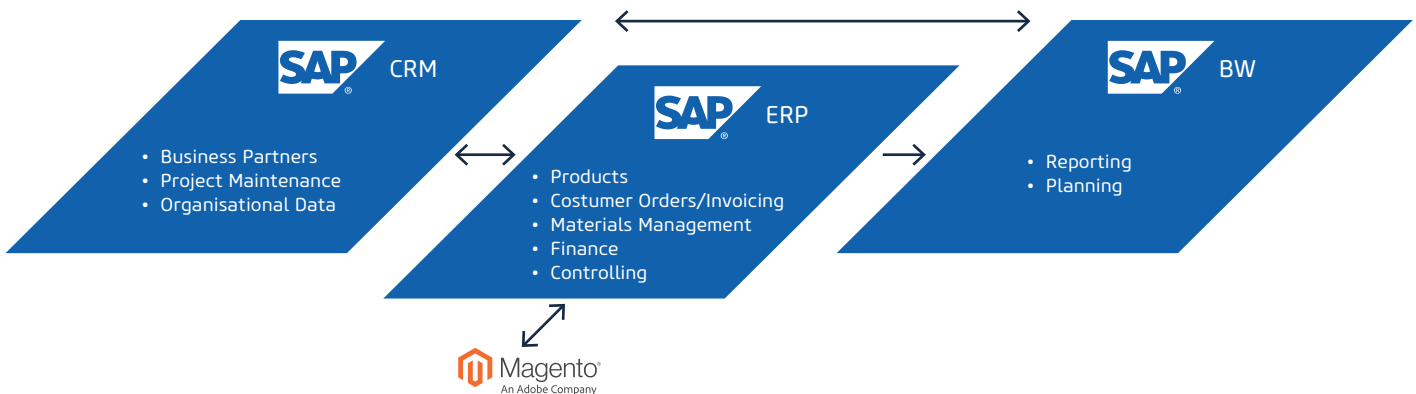 SAP® CRM
• Business Partners
• Project Maintenance
• Organisational Data
SAP® ERP
• Products
• Costumer Orders/Invoicing
• Materials Management
• Finance
• Controlling
SAP® BW
• Reporting
• Planning
Magento®
An Adobe Company